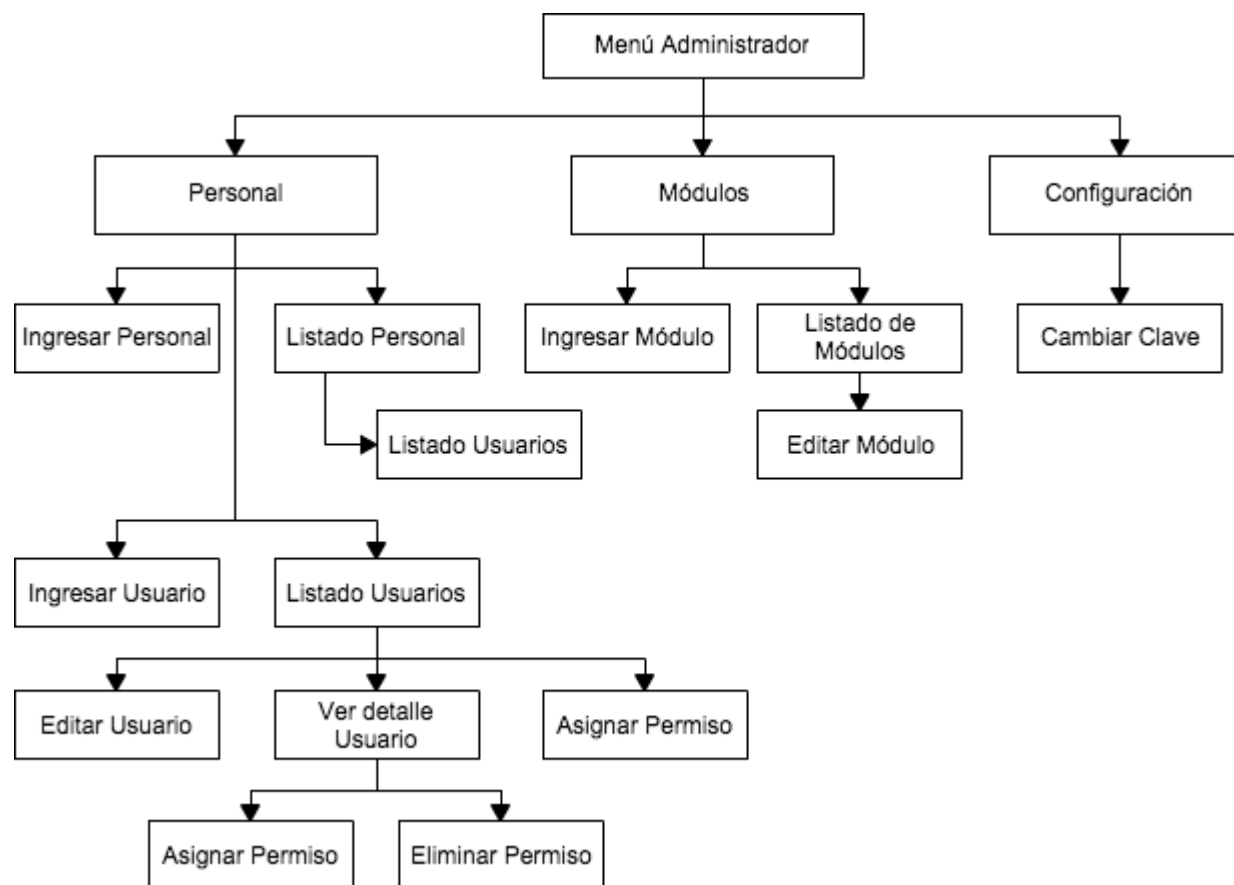 Menú Administrador
Personal
Módulos
Configuración
Ingresar Personal
Listado Personal
Ingresar Módulo
Listado de
Módulos
Cambiar Clave
Listado Usuarios
Editar Módulo
Ingresar Usuario
Listado Usuarios
Editar Usuario
Ver detalle
Usuario
Asignar Permiso
Asignar Permiso
Eliminar Permiso